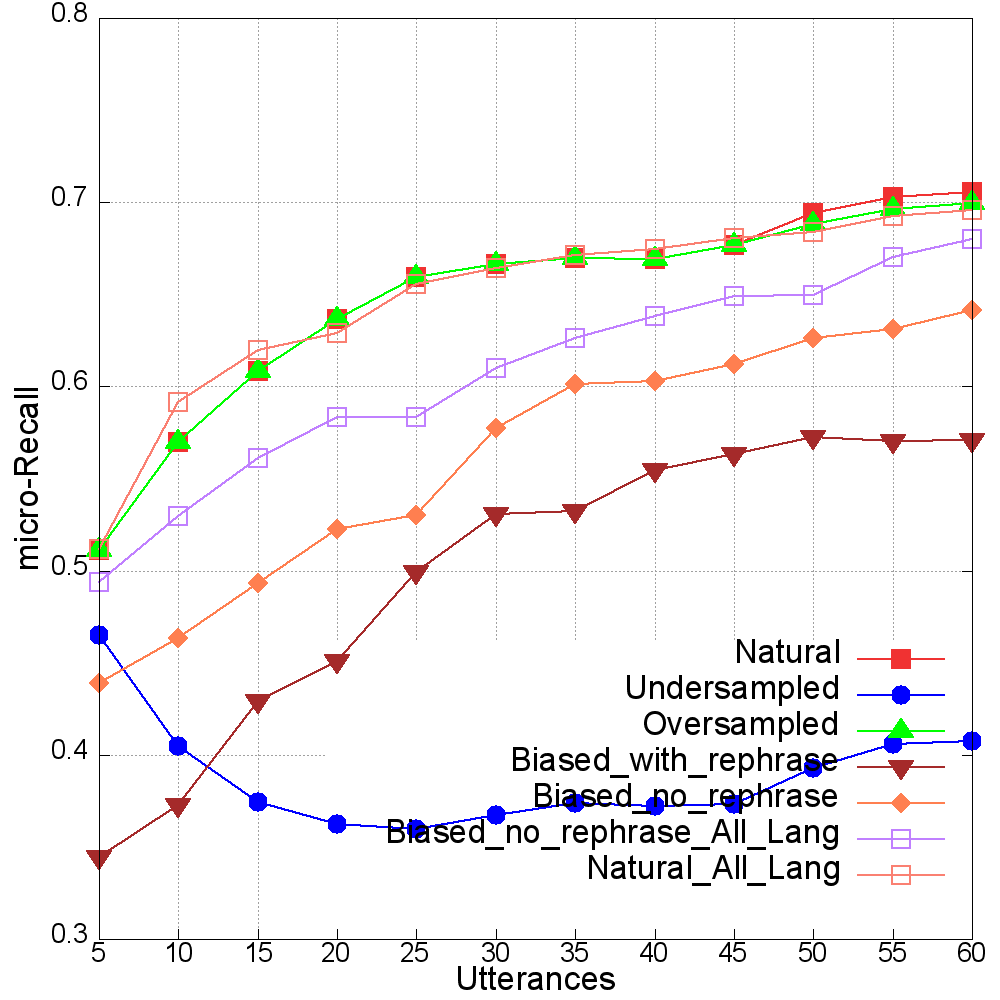 0.8
0.7
0.6
0.5
0.4
0.3
micro-Recall
Natural
Undersampled
Oversampled
Biased_with_rephrase
Biased_no_rephrase
Biased_no_rephrase_All_Lang
Natural_All_Lang
5 10 15 20 25 30 35 40 45 50 55 60
Utterances